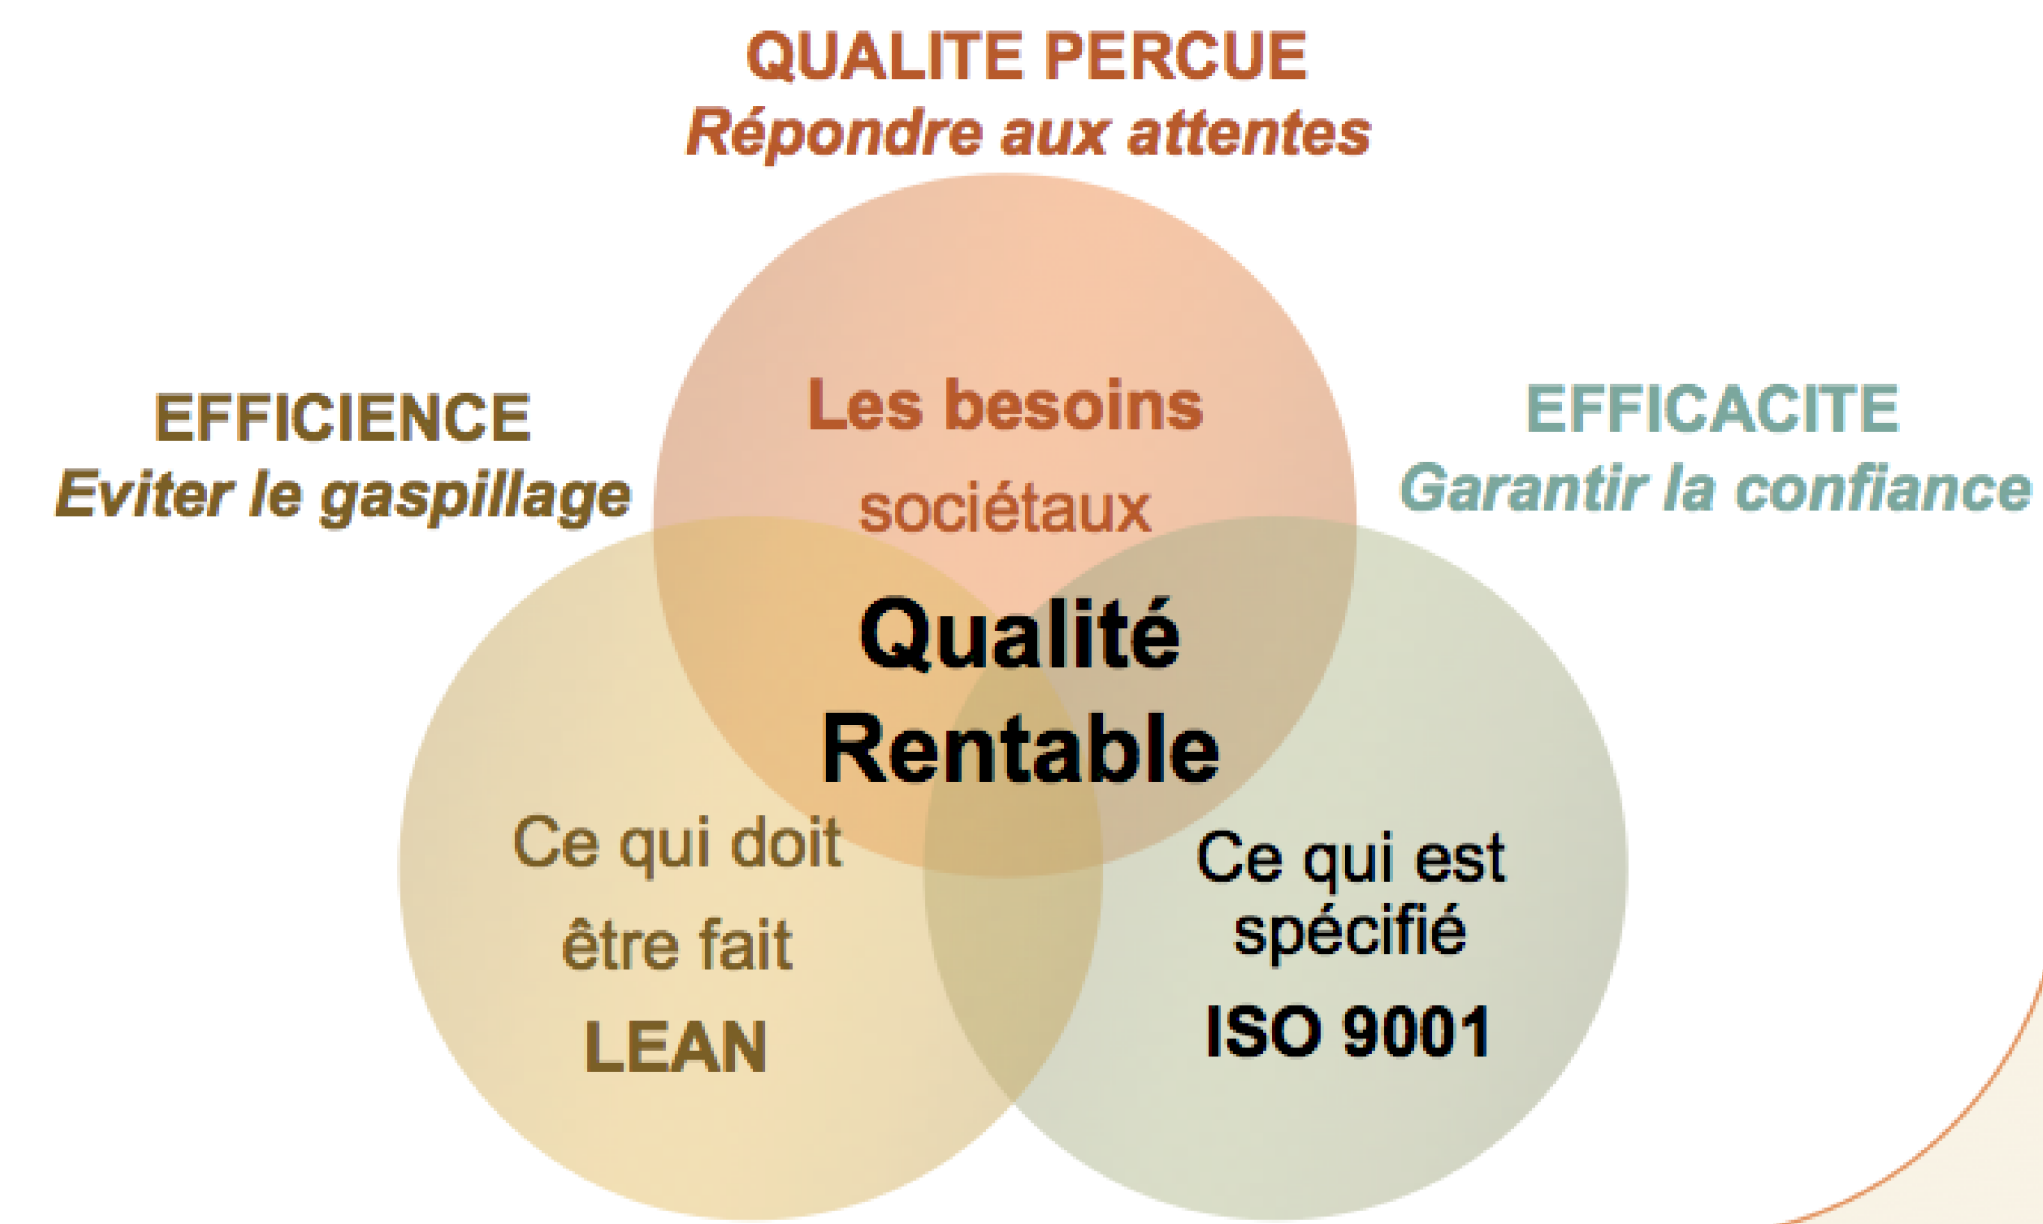 QUALITE PERCUE
Répondre aux attentes
EFFICIENCE
Eviter le gaspillage
EFFICACITE
Garantir la confiance
Les besoins
sociétaux
Qualité
Rentable
Ce qui doit
être fait
LEAN
Ce qui est
spécifié
ISO 9001